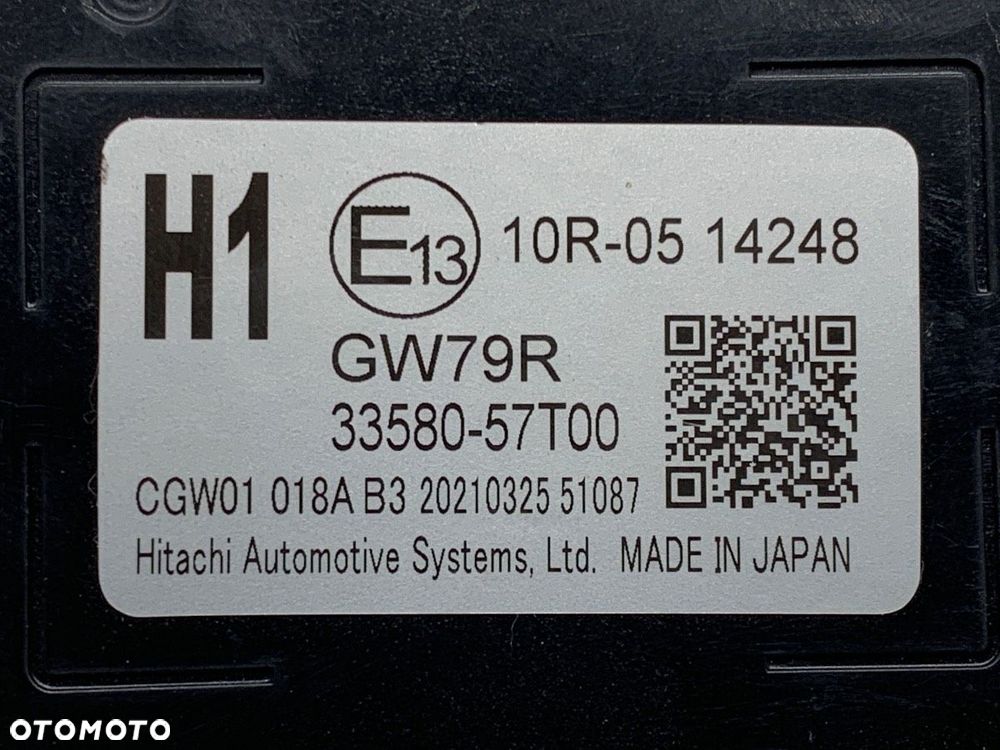 H1
E13 10R-05 14248
GW79R
33580-57T00
CGW01 018A B3 20210325 51087
Hitachi Automotive Systems, Ltd. MADE IN JAPAN
OTOMOTO